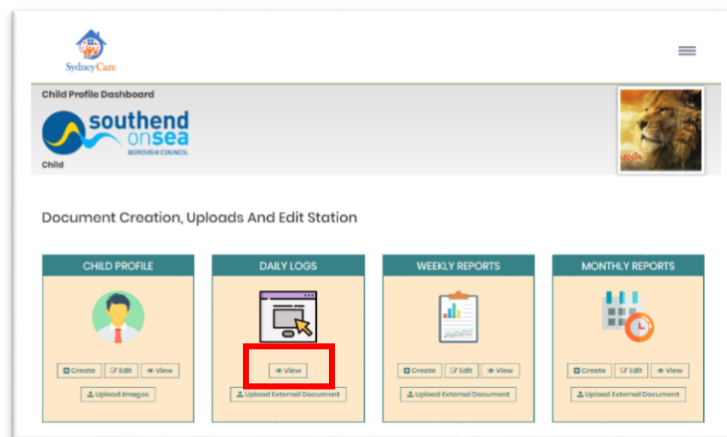 SydneyCare
Child Profile Dashboard
southend
onsea
BOROUGH COUNCIL
Child
NARNIA
Document Creation, Uploads And Edit Station
CHILD PROFILE
Create Edit View
Upload Images
DAILY LOGS
View
Upload External Document
WEEKLY REPORTS
Create Edit View
Upload External Document
MONTHLY REPORTS
Create Edit View
Upload External Document